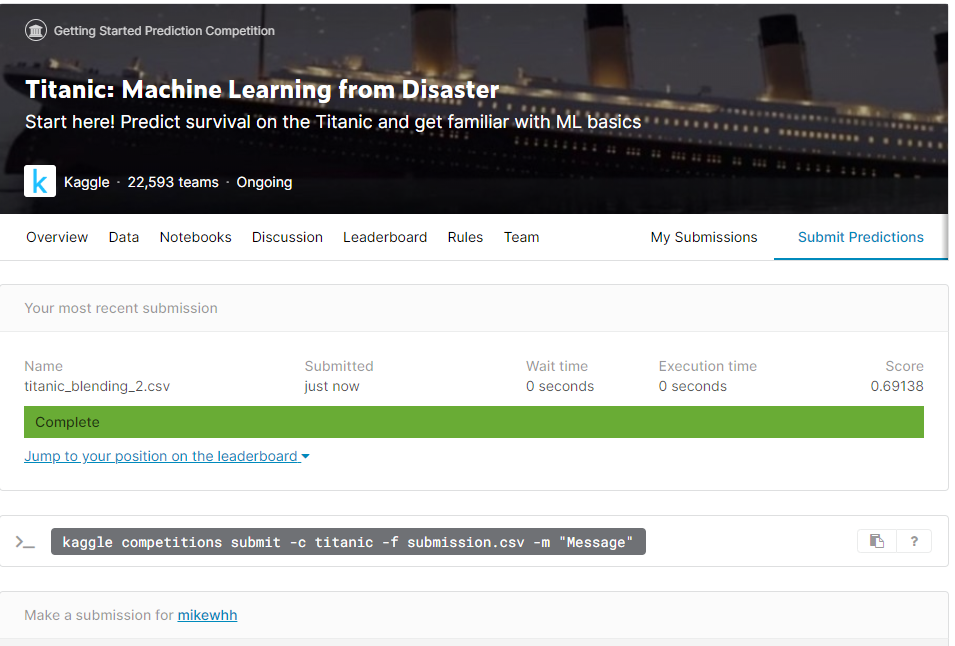 Getting Started Prediction Competition
Titanic: Machine Learning from Disaster
Start here! Predict survival on the Titanic and get familiar with ML basics
k Kaggle · 22,593 teams · Ongoing
Overview Data Notebooks Discussion Leaderboard Rules Team My Submissions Submit Predictions
Your most recent submission
Name Submitted Wait time Execution time Score
titanic_blending_2.csv just now 0 seconds 0 seconds 0.69138
Complete
Jump to your position on the leaderboard
>_ kaggle competitions submit -c titanic -f submission.csv -m "Message" ?
Make a submission for mikewhh